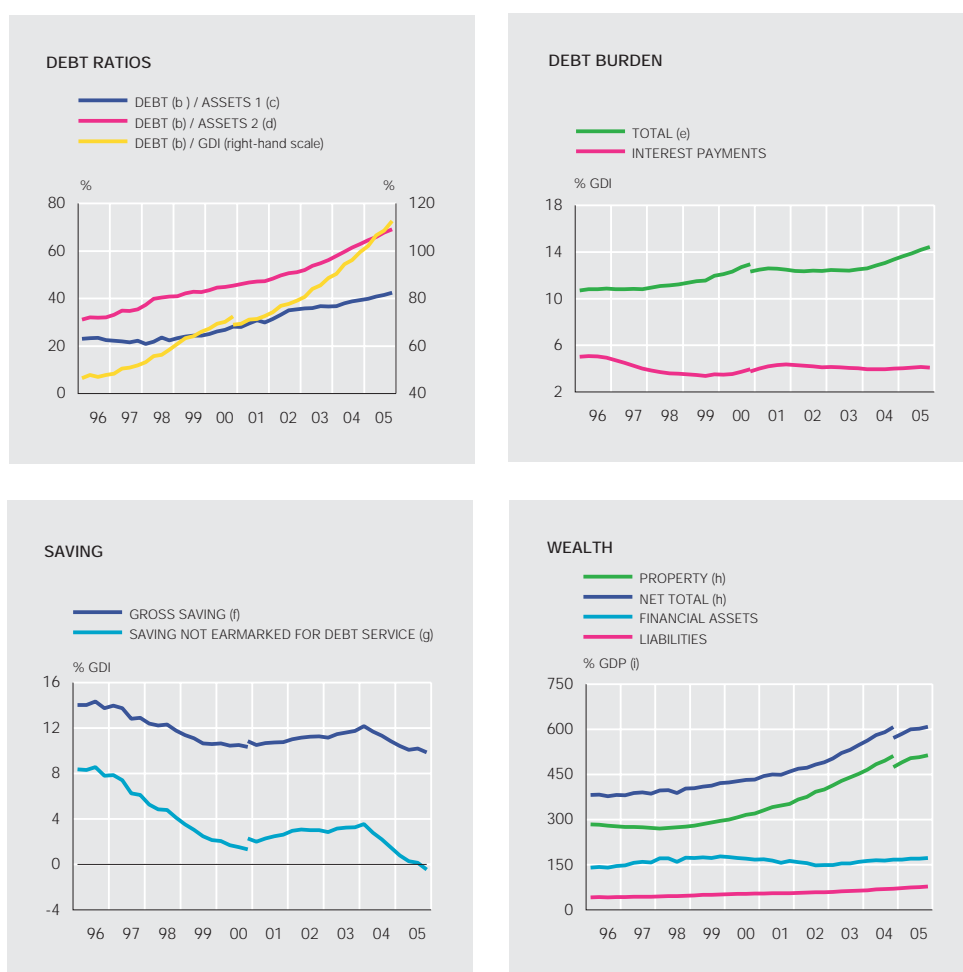 DEBT RATIOS
DEBT (b ) / ASSETS 1 (c)
DEBT (b) / ASSETS 2 (d)
DEBT (b) / GDI (right-hand scale)
% %
80 120
60 100
40 80
20 60
0 40
96 97 98 99 00 01 02 03 04 05
DEBT BURDEN
TOTAL (e)
INTEREST PAYMENTS
% GDI
18
14
10
6
2
96 97 98 99 00 01 02 03 04 05
SAVING
GROSS SAVING (f)
SAVING NOT EARMARKED FOR DEBT SERVICE (g)
% GDI
16
12
8
4
0
-4
96 97 98 99 00 01 02 03 04 05
WEALTH
PROPERTY (h)
NET TOTAL (h)
FINANCIAL ASSETS
LIABILITIES
% GDP (i)
750
600
450
300
150
0
96 97 98 99 00 01 02 03 04 05